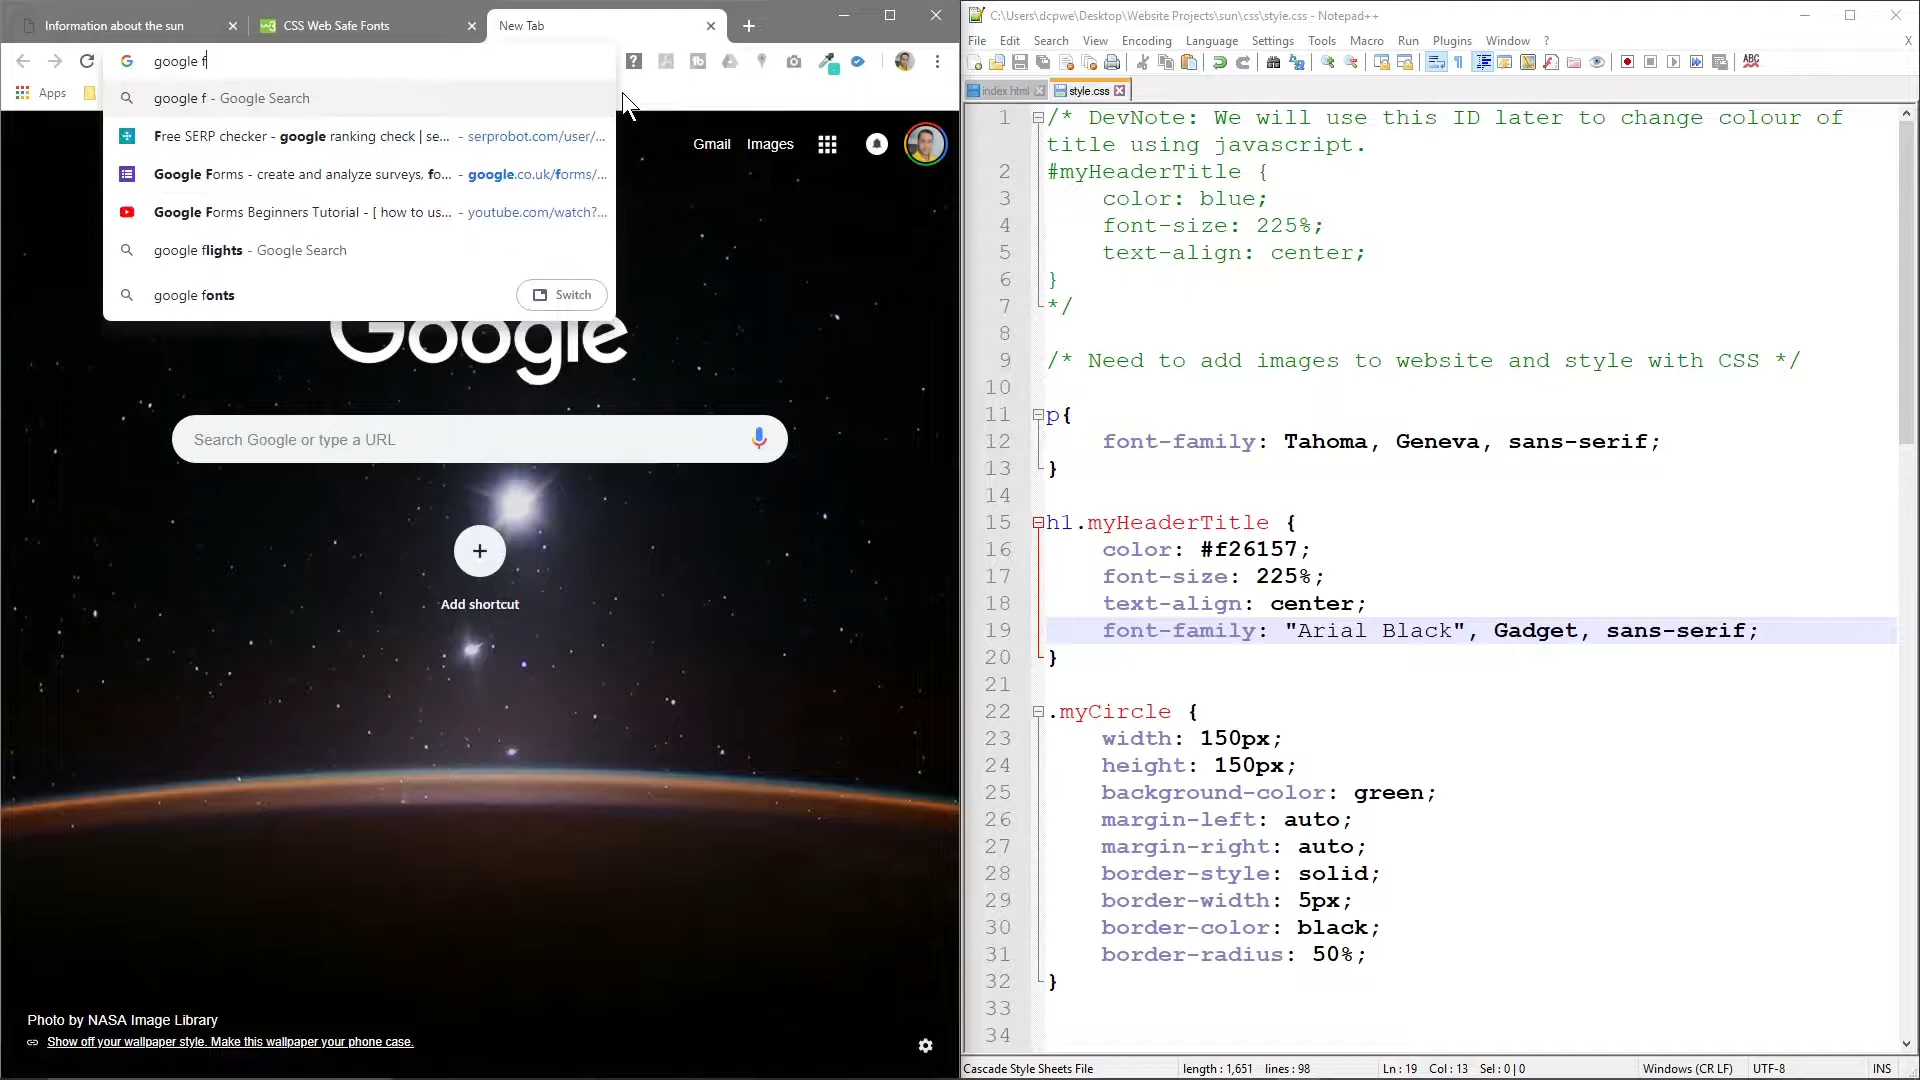 Information about the sun
CSS Web Safe Fonts
New Tab
google f
Apps
google f - Google Search
Free SERP checker - google ranking check | se... - serprobot.com/user/...
Google Forms - create and analyze surveys, fo... - google.co.uk/forms/...
Google Forms Beginners Tutorial - [ how to us... - youtube.com/watch?...
google flights - Google Search
google fonts
Switch
Gmail Images
Google
Search Google or type a URL
Add shortcut
Photo by NASA Image Library
Show off your wallpaper style. Make this wallpaper your phone case.
C:\Users\dcpwe\Desktop\Website Projects\sun\css\style.css - Notepad++
File Edit Search View Encoding Language Settings Tools Macro Run Plugins Window ? X
index.html style.css
1 /* DevNote: We will use this ID later to change colour of
title using javascript.
2 #myHeaderTitle {
3 color: blue;
4 font-size: 225%;
5 text-align: center;
6 }
7 */
8
9 /* Need to add images to website and style with CSS */
10
11 p{
12 font-family: Tahoma, Geneva, sans-serif;
13 }
14
15 h1.myHeaderTitle {
16 color: #f26157;
17 font-size: 225%;
18 text-align: center;
19 font-family: "Arial Black", Gadget, sans-serif;
20 }
21
22 .myCircle {
23 width: 150px;
24 height: 150px;
25 background-color: green;
26 margin-left: auto;
27 margin-right: auto;
28 border-style: solid;
29 border-width: 5px;
30 border-color: black;
31 border-radius: 50%;
32 }
33
34
Cascade Style Sheets File length : 1,651 lines : 98 Ln : 19 Col : 13 Sel : 0 | 0 Windows (CR LF) UTF-8 INS